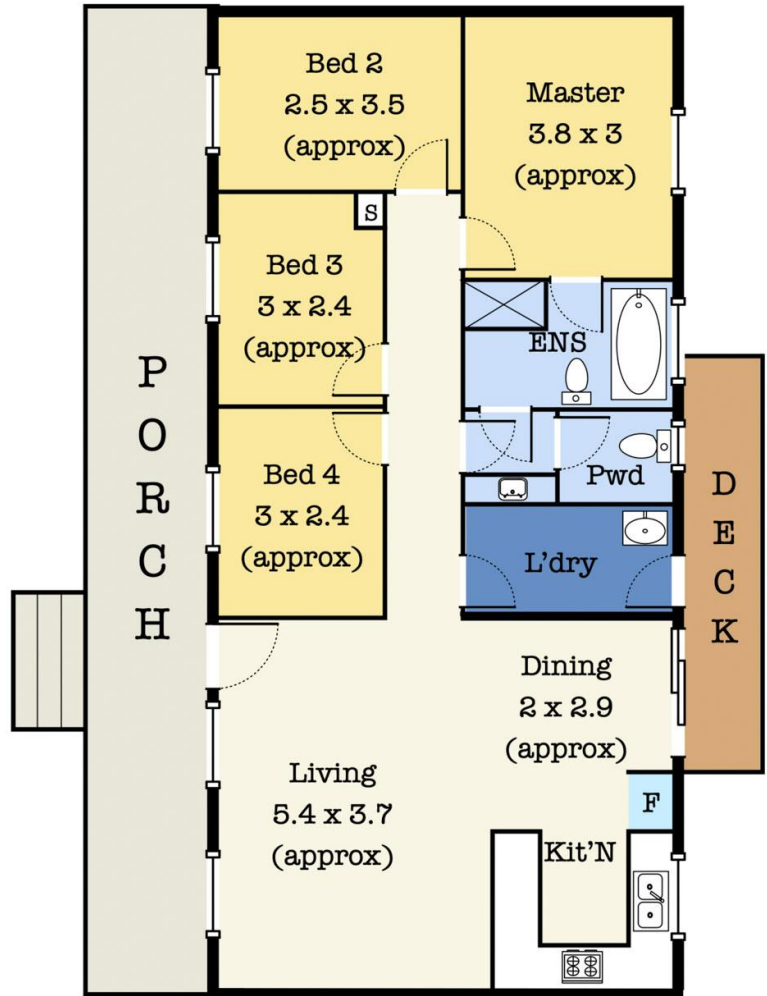 Bed 2
2.5 x 3.5
(approx)
Master
3.8 x 3
(approx)
S
Bed 3
3 x 2.4
(approx)
ENS
PORCH
Bed 4
3 x 2.4
(approx)
Pwd
DECK
L'dry
Dining
2 x 2.9
(approx)
Living
5.4 x 3.7
(approx)
F
Kit'N